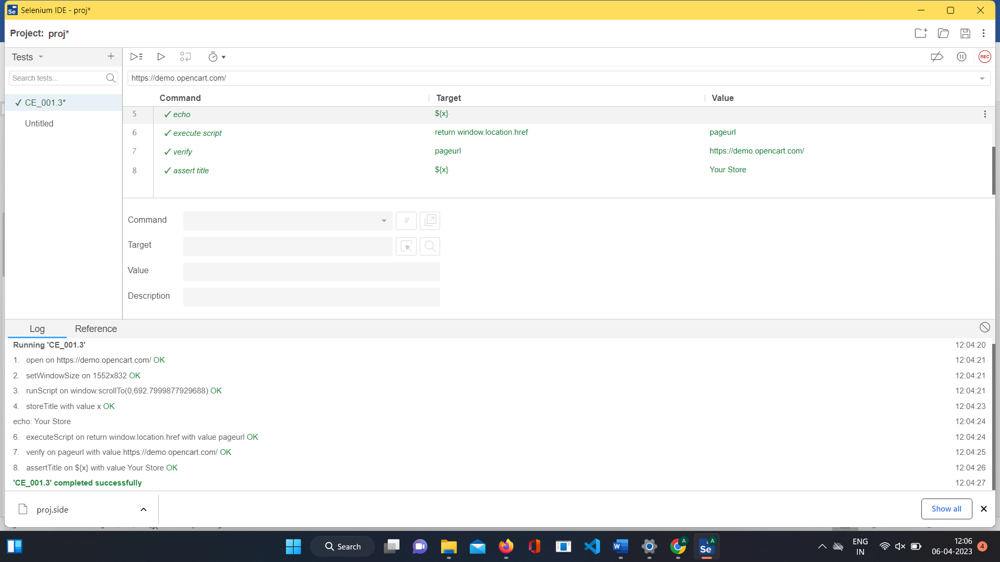 Selenium IDE - proj*
Project: proj*
Tests
Search tests...
✓ CE_001.3*
Untitled
REC
https://demo.opencart.com/
Command Target Value
5 ✓ echo ${x}
6 ✓ execute script return window.location.href pageurl
7 ✓ verify pageurl https://demo.opencart.com/
8 ✓ assert title ${x} Your Store
Command //
Target
Value
Description
Log Reference
Running 'CE_001.3' 12:04:20
1. open on https://demo.opencart.com/ OK 12:04:21
2. setWindowSize on 1552x832 OK 12:04:21
3. runScript on window.scrollTo(0,692.7999877929688) OK 12:04:21
4. storeTitle with value x OK 12:04:23
echo: Your Store 12:04:24
6. executeScript on return window.location.href with value pageurl OK 12:04:24
7. verify on pageurl with value https://demo.opencart.com/ OK 12:04:25
8. assertTitle on ${x} with value Your Store OK 12:04:26
'CE_001.3' completed successfully 12:04:27
proj.side Show all
Search
ENG
IN
12:06
06-04-2023
4